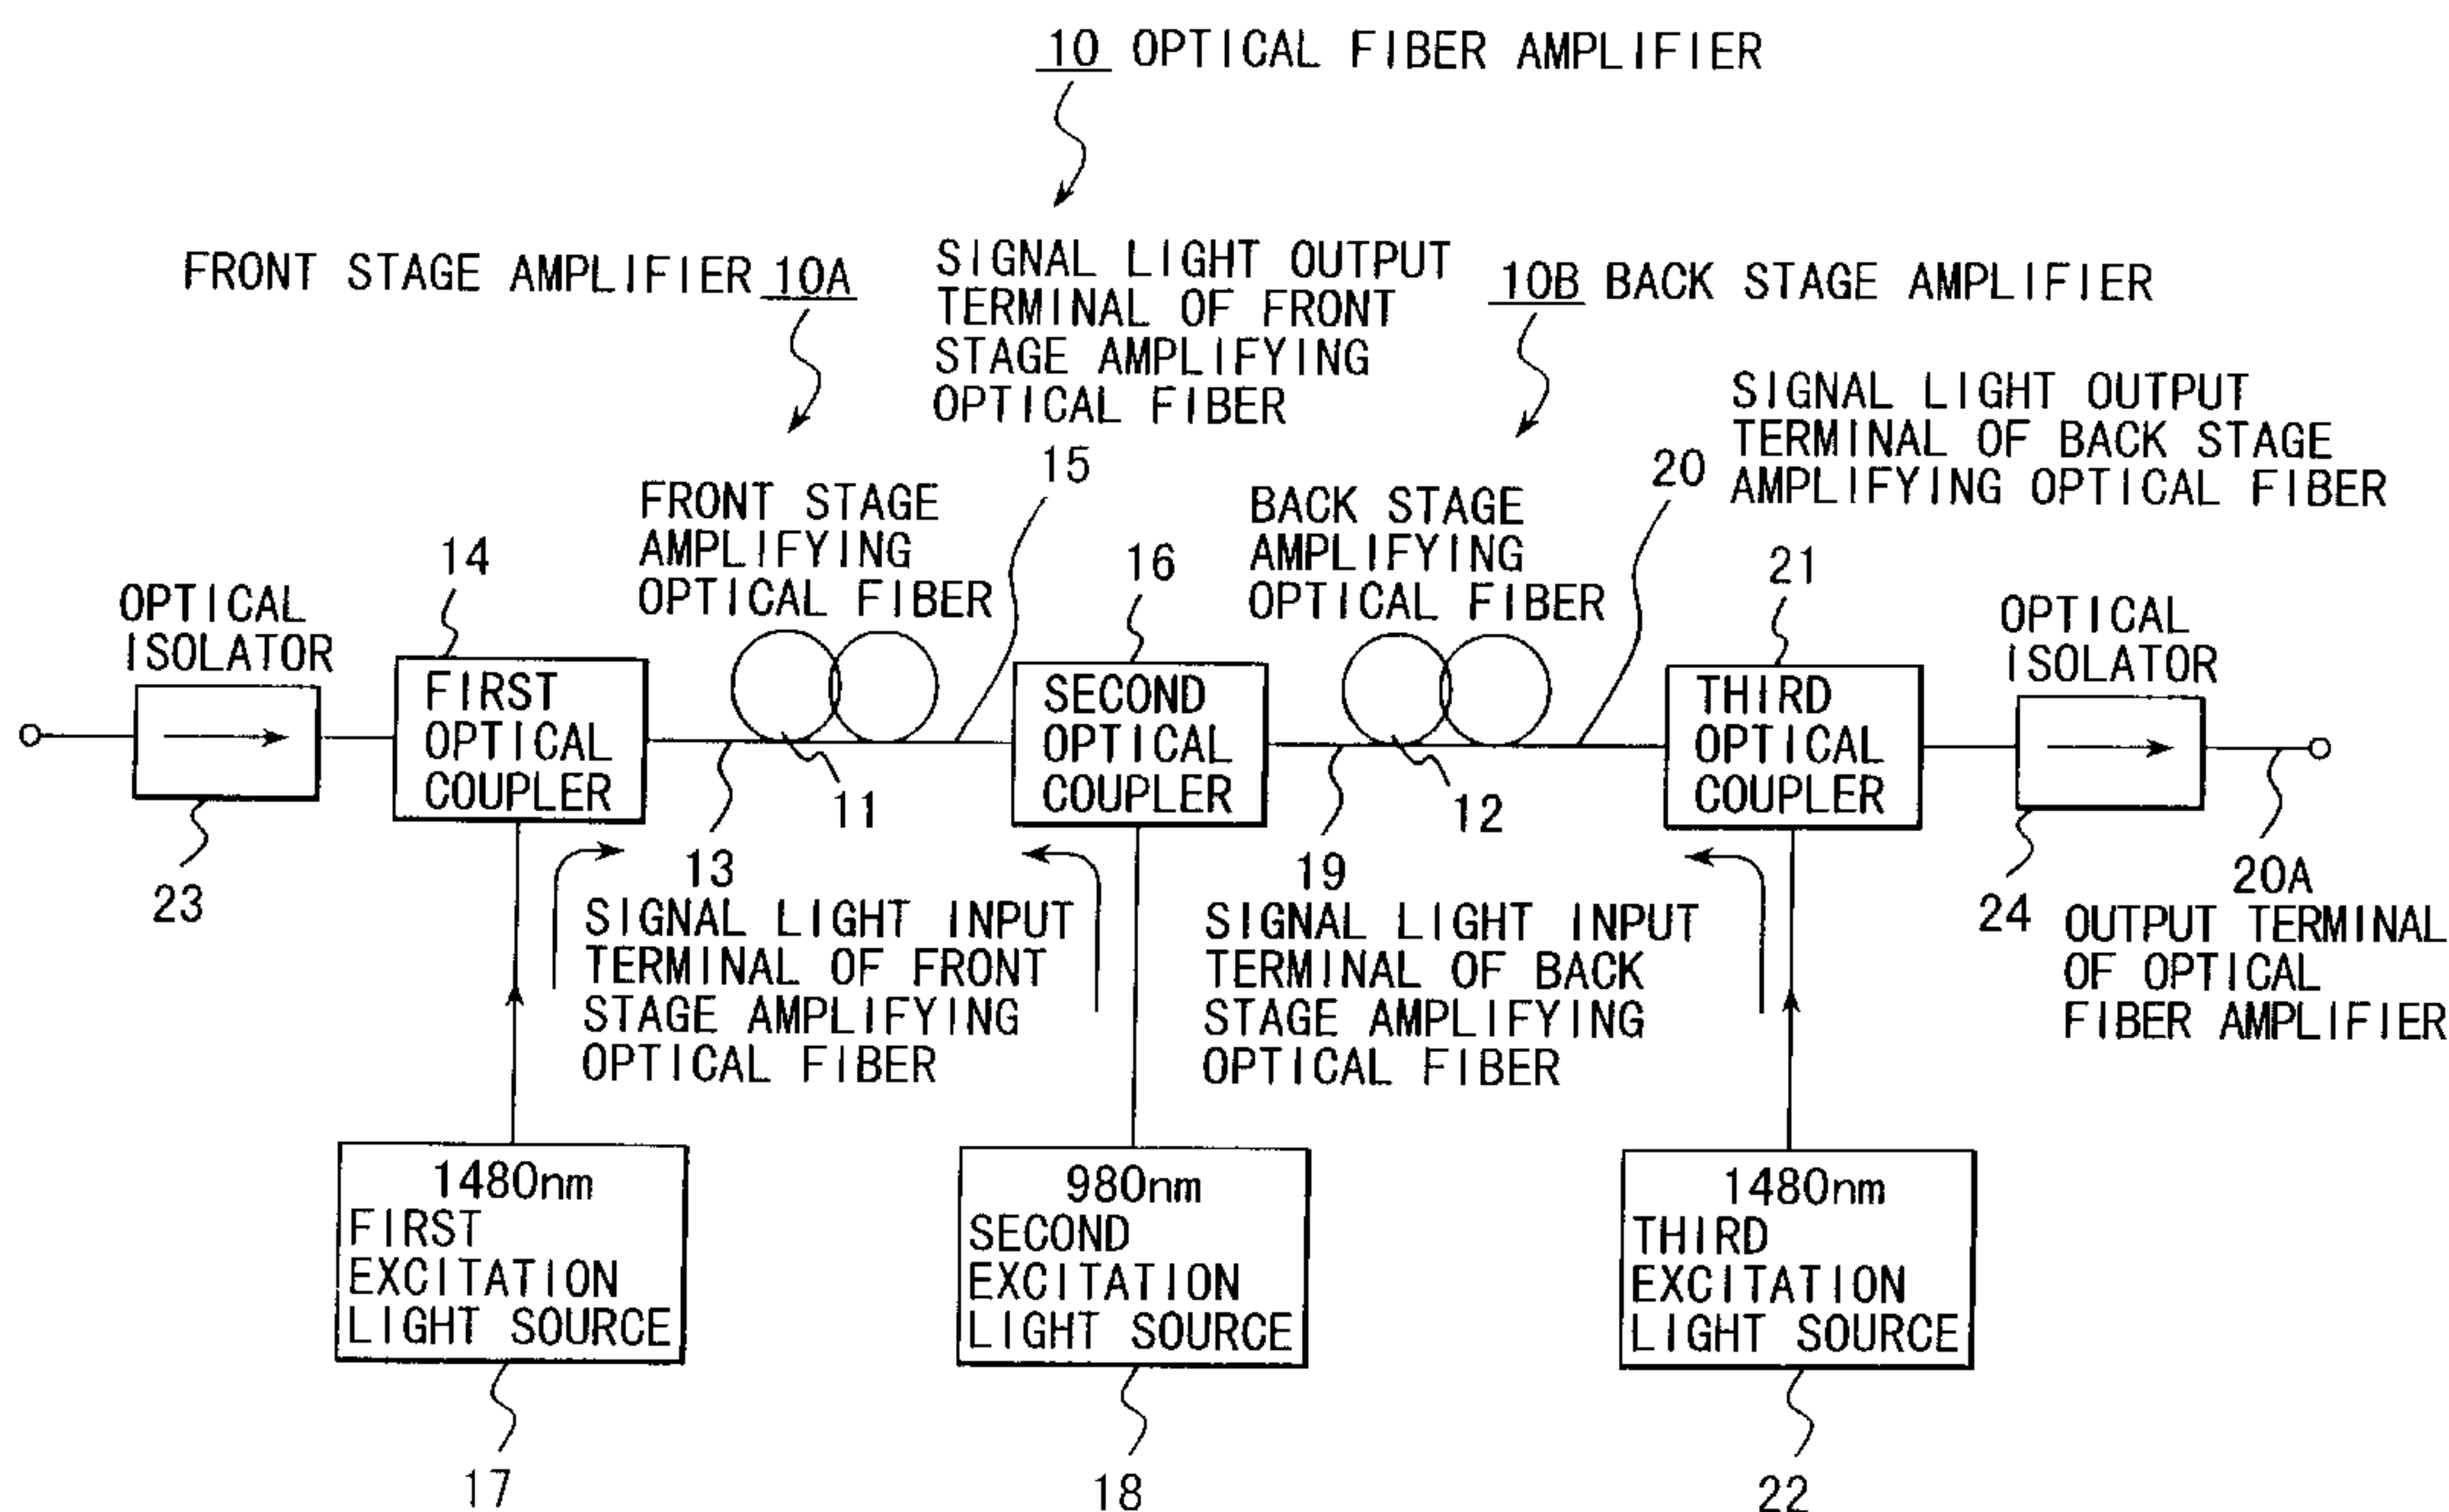 10 OPTICAL FIBER AMPLIFIER
FRONT STAGE AMPLIFIER 10A
SIGNAL LIGHT OUTPUT
TERMINAL OF FRONT
STAGE AMPLIFYING
OPTICAL FIBER
15
10B BACK STAGE AMPLIFIER
SIGNAL LIGHT OUTPUT
TERMINAL OF BACK STAGE
AMPLIFYING OPTICAL FIBER
20
FRONT STAGE
AMPLIFYING
OPTICAL FIBER
BACK STAGE
AMPLIFYING
OPTICAL FIBER
14
16
21
OPTICAL
ISOLATOR
FIRST
OPTICAL
COUPLER
SECOND
OPTICAL
COUPLER
THIRD
OPTICAL
COUPLER
OPTICAL
ISOLATOR
11
12
23
13
SIGNAL LIGHT INPUT
TERMINAL OF FRONT
STAGE AMPLIFYING
OPTICAL FIBER
19
SIGNAL LIGHT INPUT
TERMINAL OF BACK
STAGE AMPLIFYING
OPTICAL FIBER
24
20A
OUTPUT TERMINAL
OF OPTICAL
FIBER AMPLIFIER
1480nm
FIRST
EXCITATION
LIGHT SOURCE
980nm
SECOND
EXCITATION
LIGHT SOURCE
1480nm
THIRD
EXCITATION
LIGHT SOURCE
17
18
22